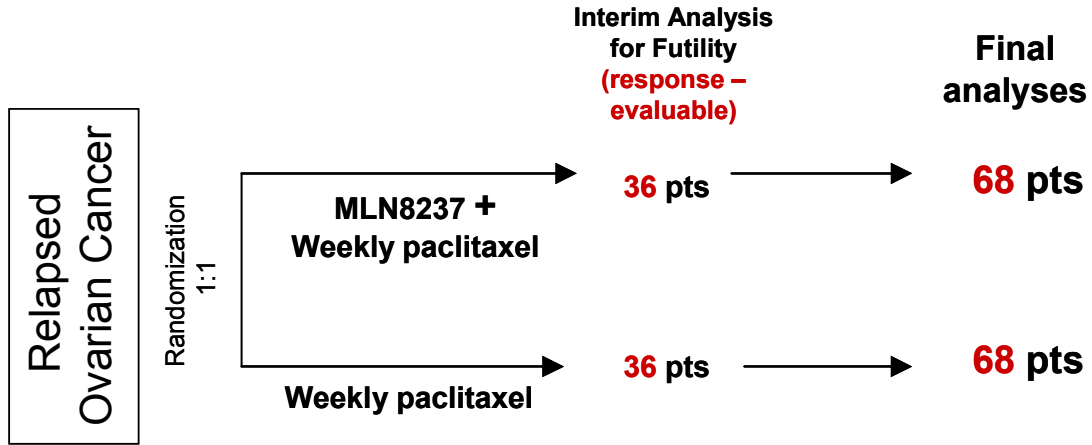 Relapsed
Ovarian Cancer
Randomization
1:1
MLN8237 +
Weekly paclitaxel
Weekly paclitaxel
Interim Analysis
for Futility
(response –
evaluable)
36 pts
36 pts
Final
analyses
68 pts
68 pts